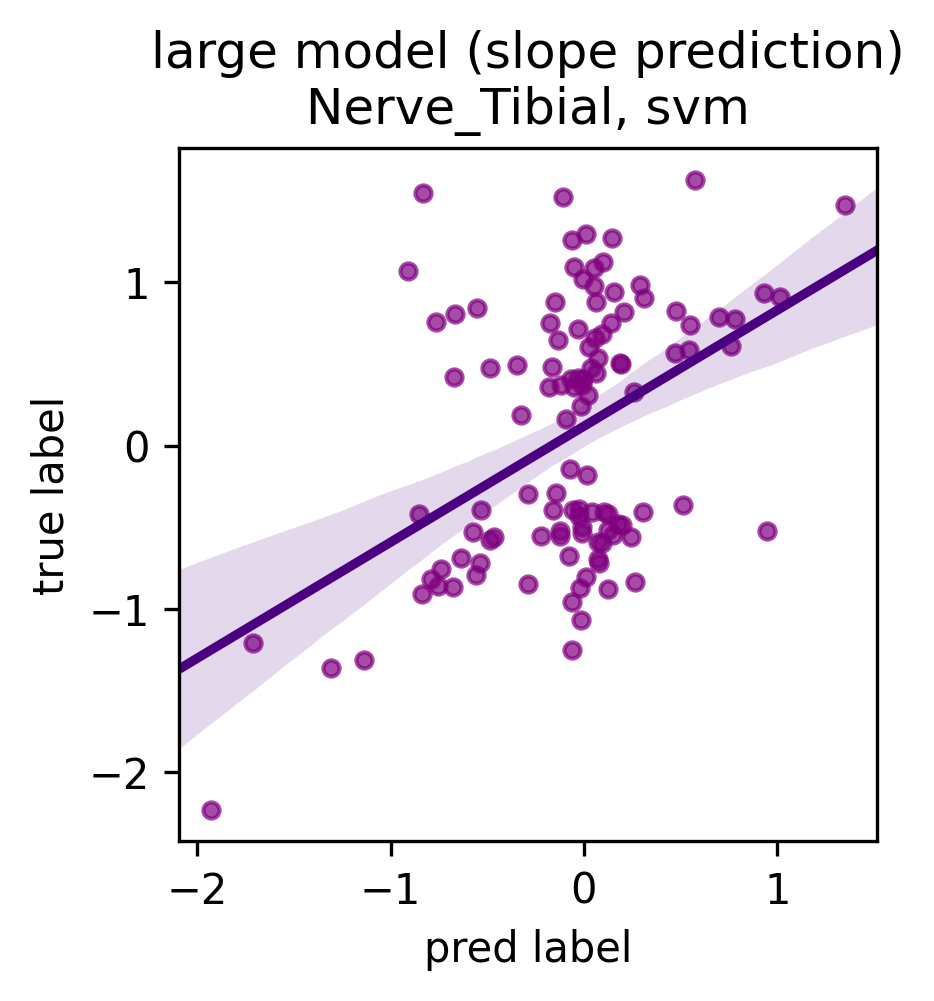 large model (slope prediction)
Nerve_Tibial, svm
1
0
−1
−2
true label
−2
−1
0
1
pred label